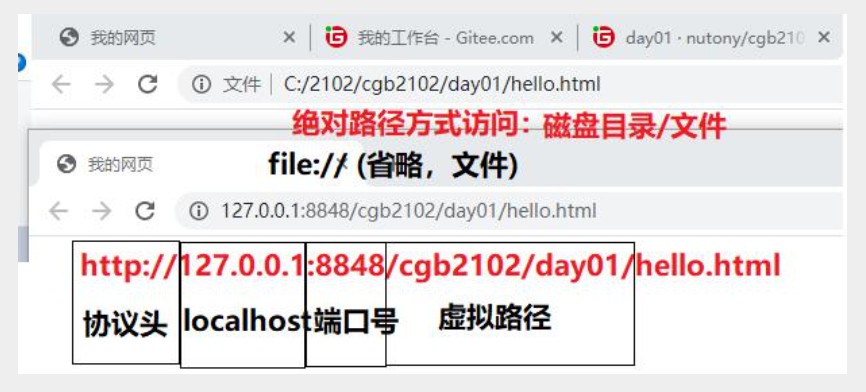 我的网页
我的工作台 - Gitee.com
day01 · nutony/cgb210
文件 C:/2102/cgb2102/day01/hello.html
绝对路径方式访问：磁盘目录/文件
我的网页
file:// (省略，文件)
127.0.0.1:8848/cgb2102/day01/hello.html
http://127.0.0.1:8848/cgb2102/day01/hello.html
协议头 localhost 端口号 虚拟路径